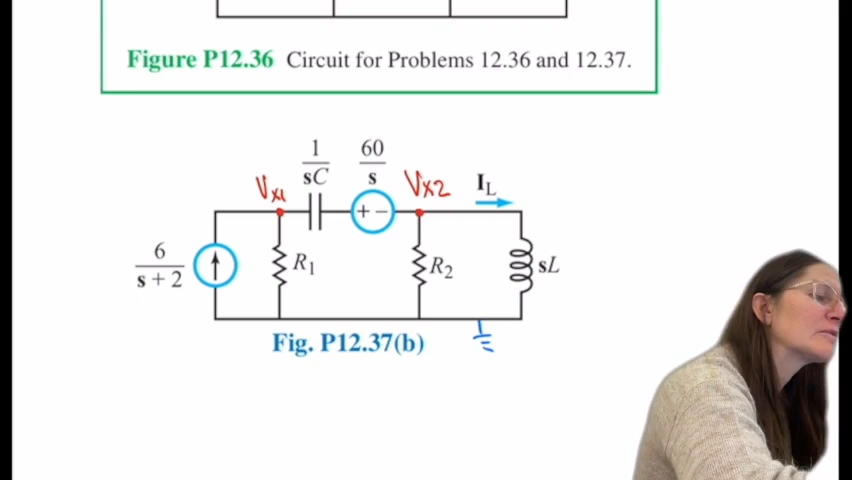 Figure P12.36 Circuit for Problems 12.36 and 12.37.
1
sC
60
s
Vx1
Vx2
I_L
+ −
6
s + 2
R1
R2
sL
Fig. P12.37(b)